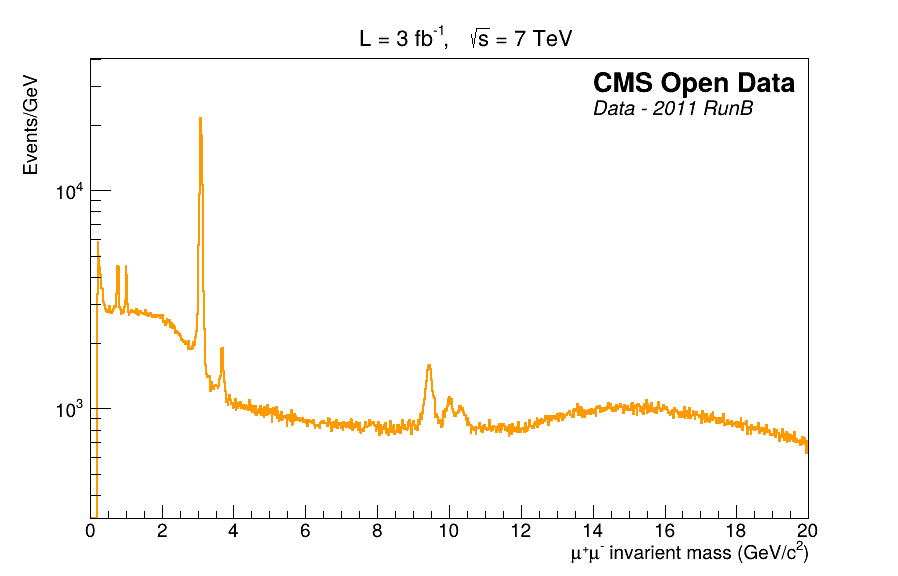 L = 3 fb⁻¹, √s = 7 TeV
CMS Open Data
Data - 2011 RunB
Events/GeV
10⁴
10³
0 2 4 6 8 10 12 14 16 18 20
μ⁺μ⁻ invarient mass (GeV/c²)